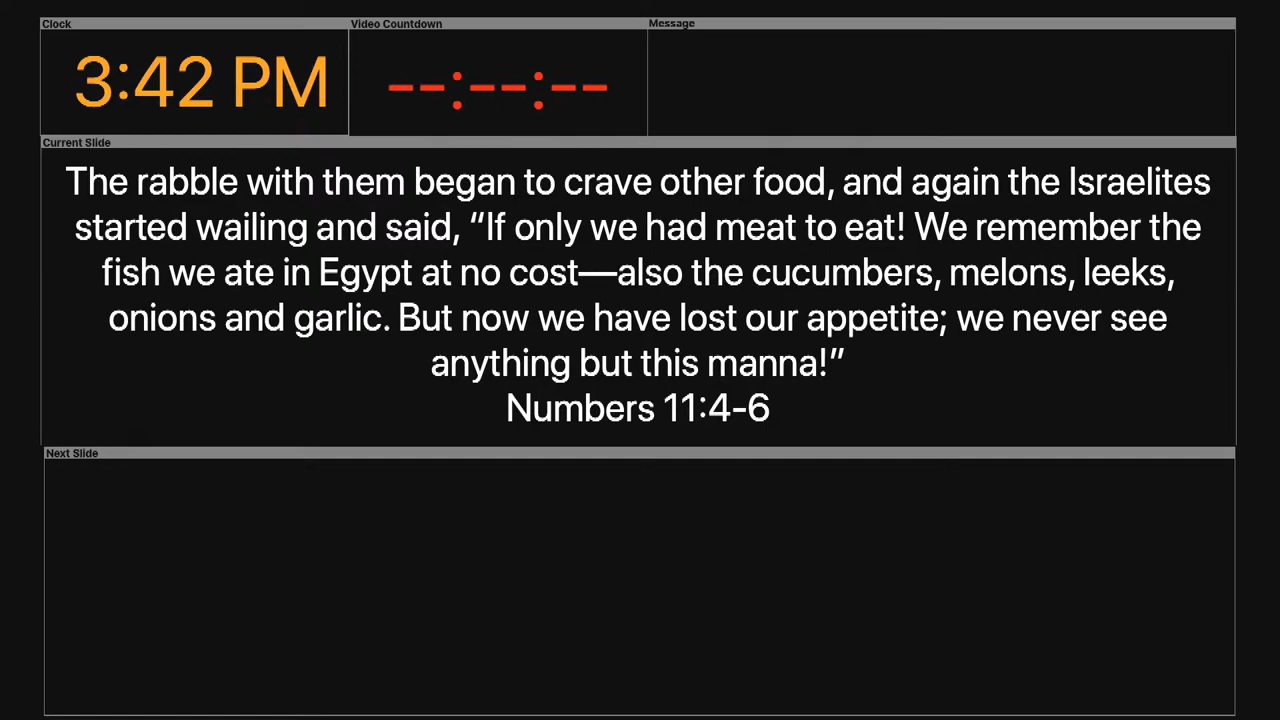 Clock
Video Countdown
Message
3:42 PM
--:--:--
Current Slide
The rabble with them began to crave other food, and again the Israelites
started wailing and said, “If only we had meat to eat! We remember the
fish we ate in Egypt at no cost—also the cucumbers, melons, leeks,
onions and garlic. But now we have lost our appetite; we never see
anything but this manna!”
Numbers 11:4-6
Next Slide